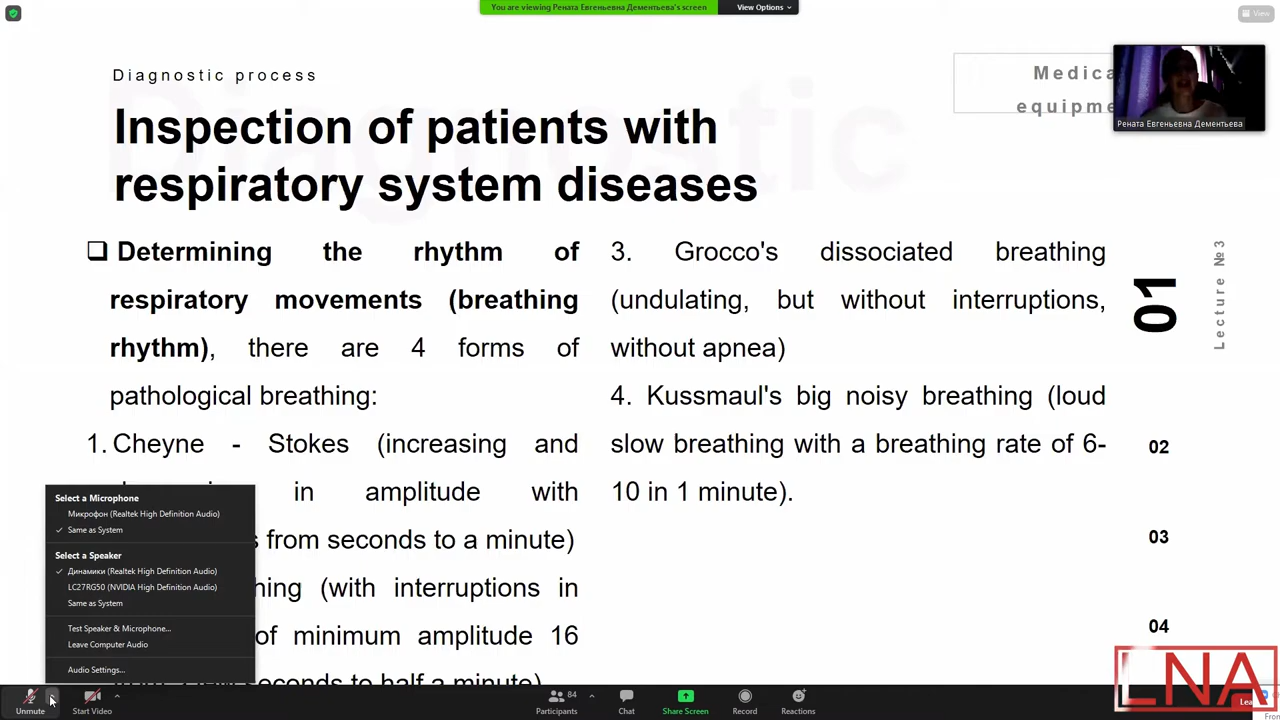 You are viewing Рената Евгеньевна Дементьева's screen
View Options
View
Diagnostic process
Medica
equipme
Рената Евгеньевна Дементьева
Inspection of patients with
respiratory system diseases
❑ Determining the rhythm of
respiratory movements (breathing
rhythm), there are 4 forms of
pathological breathing:
1. Cheyne - Stokes (increasing and
in amplitude with
s from seconds to a minute)
hing (with interruptions in
of minimum amplitude 16
seconds to half a minute)
3. Grocco's dissociated breathing
(undulating, but without interruptions,
without apnea)
4. Kussmaul's big noisy breathing (loud
slow breathing with a breathing rate of 6-
10 in 1 minute).
01
Lecture №3
02
03
04
Select a Microphone
Микрофон (Realtek High Definition Audio)
Same as System
Select a Speaker
Динамики (Realtek High Definition Audio)
LC27RG50 (NVIDIA High Definition Audio)
Same as System
Test Speaker & Microphone...
Leave Computer Audio
Audio Settings...
LNA
Unmute
Start Video
Participants
84
Chat
Share Screen
Record
Reactions